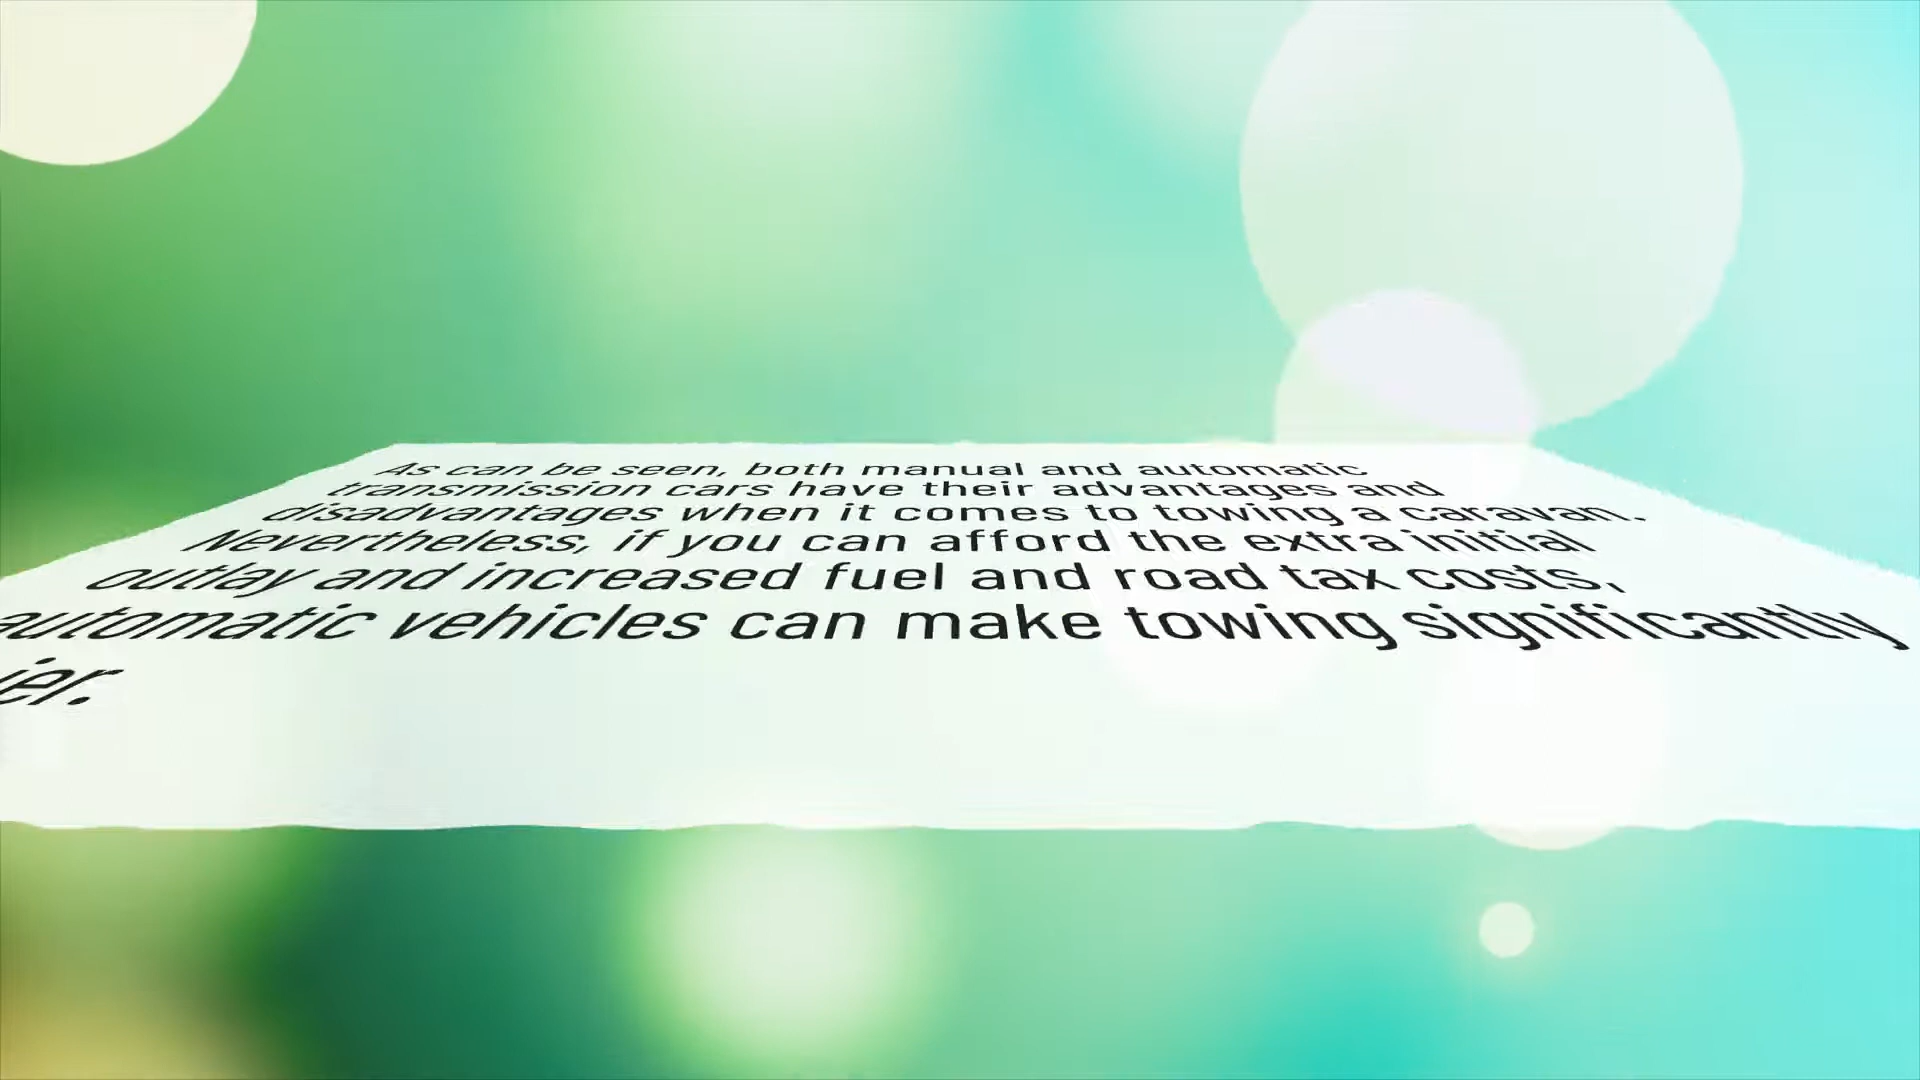 As can be seen, both manual and automatic
transmission cars have their advantages and
disadvantages when it comes to towing a caravan.
Nevertheless, if you can afford the extra initial
outlay and increased fuel and road tax costs,
automatic vehicles can make towing significantly